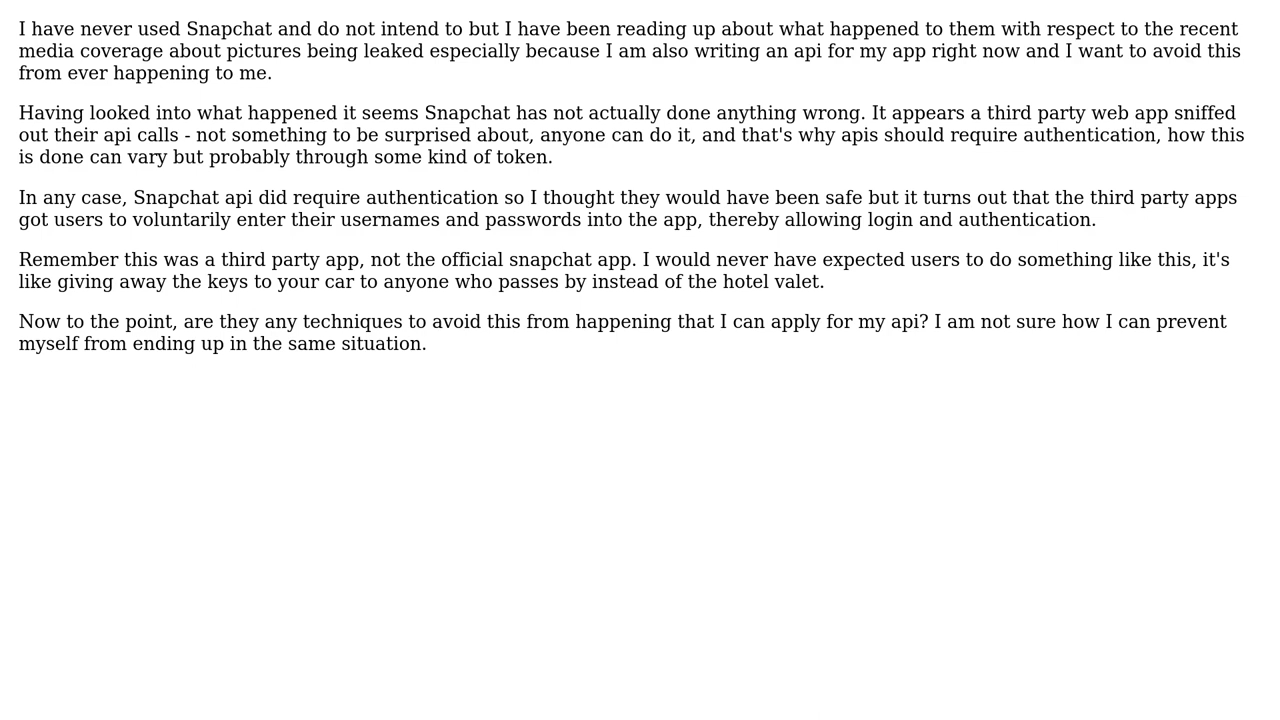 I have never used Snapchat and do not intend to but I have been reading up about what happened to them with respect to the recent
media coverage about pictures being leaked especially because I am also writing an api for my app right now and I want to avoid this
from ever happening to me.
Having looked into what happened it seems Snapchat has not actually done anything wrong. It appears a third party web app sniffed
out their api calls - not something to be surprised about, anyone can do it, and that's why apis should require authentication, how this
is done can vary but probably through some kind of token.
In any case, Snapchat api did require authentication so I thought they would have been safe but it turns out that the third party apps
got users to voluntarily enter their usernames and passwords into the app, thereby allowing login and authentication.
Remember this was a third party app, not the official snapchat app. I would never have expected users to do something like this, it's
like giving away the keys to your car to anyone who passes by instead of the hotel valet.
Now to the point, are they any techniques to avoid this from happening that I can apply for my api? I am not sure how I can prevent
myself from ending up in the same situation.